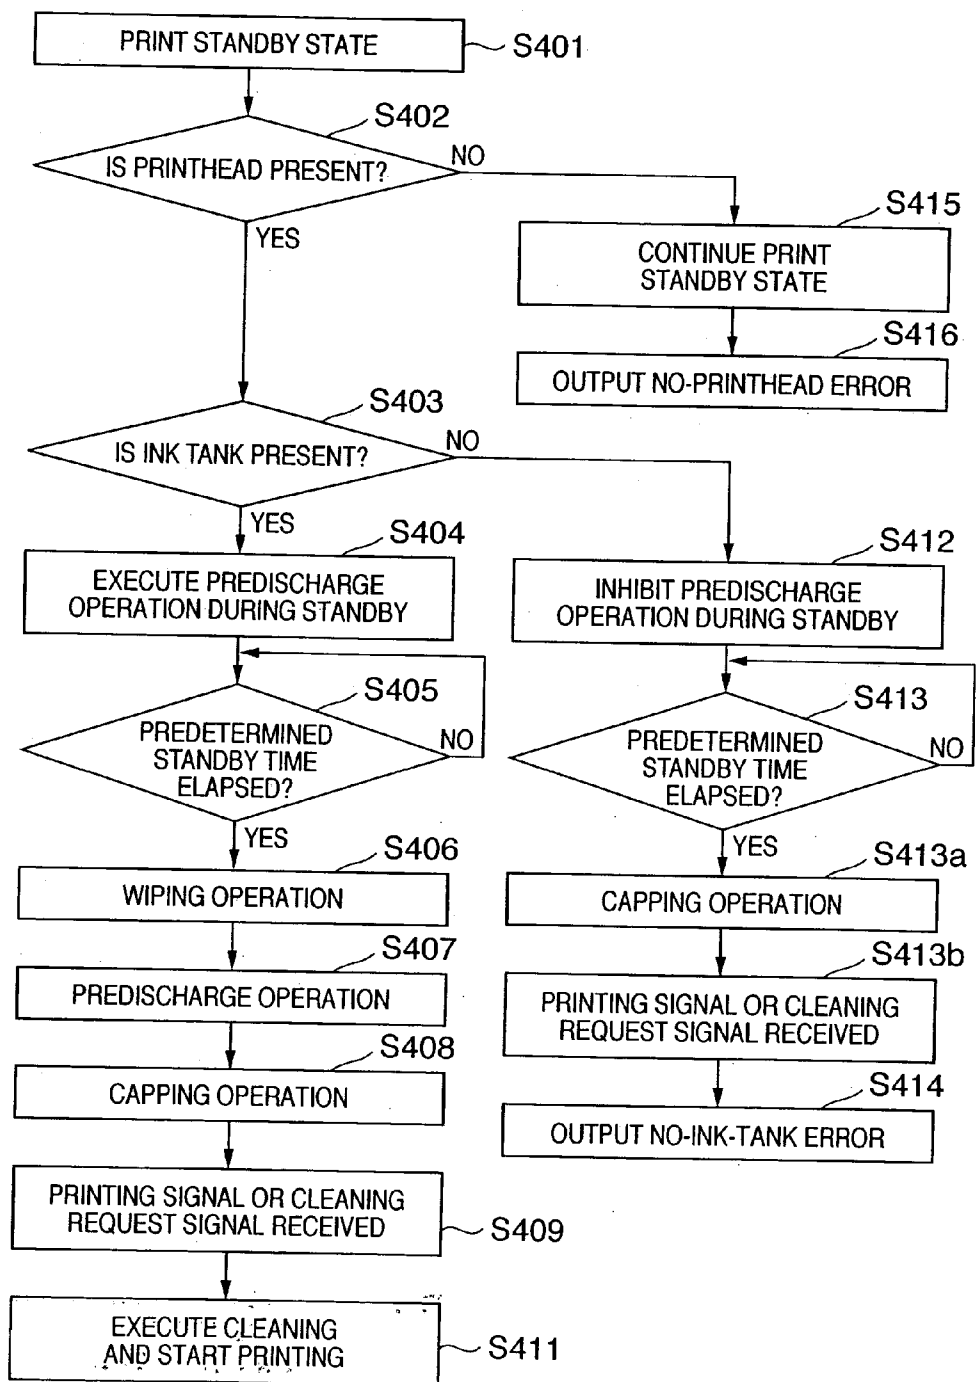 PRINT STANDBY STATE
S401
S402
IS PRINTHEAD PRESENT?
NO
YES
S415
CONTINUE PRINT
STANDBY STATE
S416
OUTPUT NO-PRINTHEAD ERROR
S403
IS INK TANK PRESENT?
NO
YES
S404
EXECUTE PREDISCHARGE
OPERATION DURING STANDBY
S405
PREDETERMINED
STANDBY TIME
ELAPSED?
NO
YES
S406
WIPING OPERATION
S407
PREDISCHARGE OPERATION
S408
CAPPING OPERATION
PRINTING SIGNAL OR CLEANING
REQUEST SIGNAL RECEIVED
S409
EXECUTE CLEANING
AND START PRINTING
S411
S412
INHIBIT PREDISCHARGE
OPERATION DURING STANDBY
S413
PREDETERMINED
STANDBY TIME
ELAPSED?
NO
YES
S413a
CAPPING OPERATION
S413b
PRINTING SIGNAL OR CLEANING
REQUEST SIGNAL RECEIVED
S414
OUTPUT NO-INK-TANK ERROR